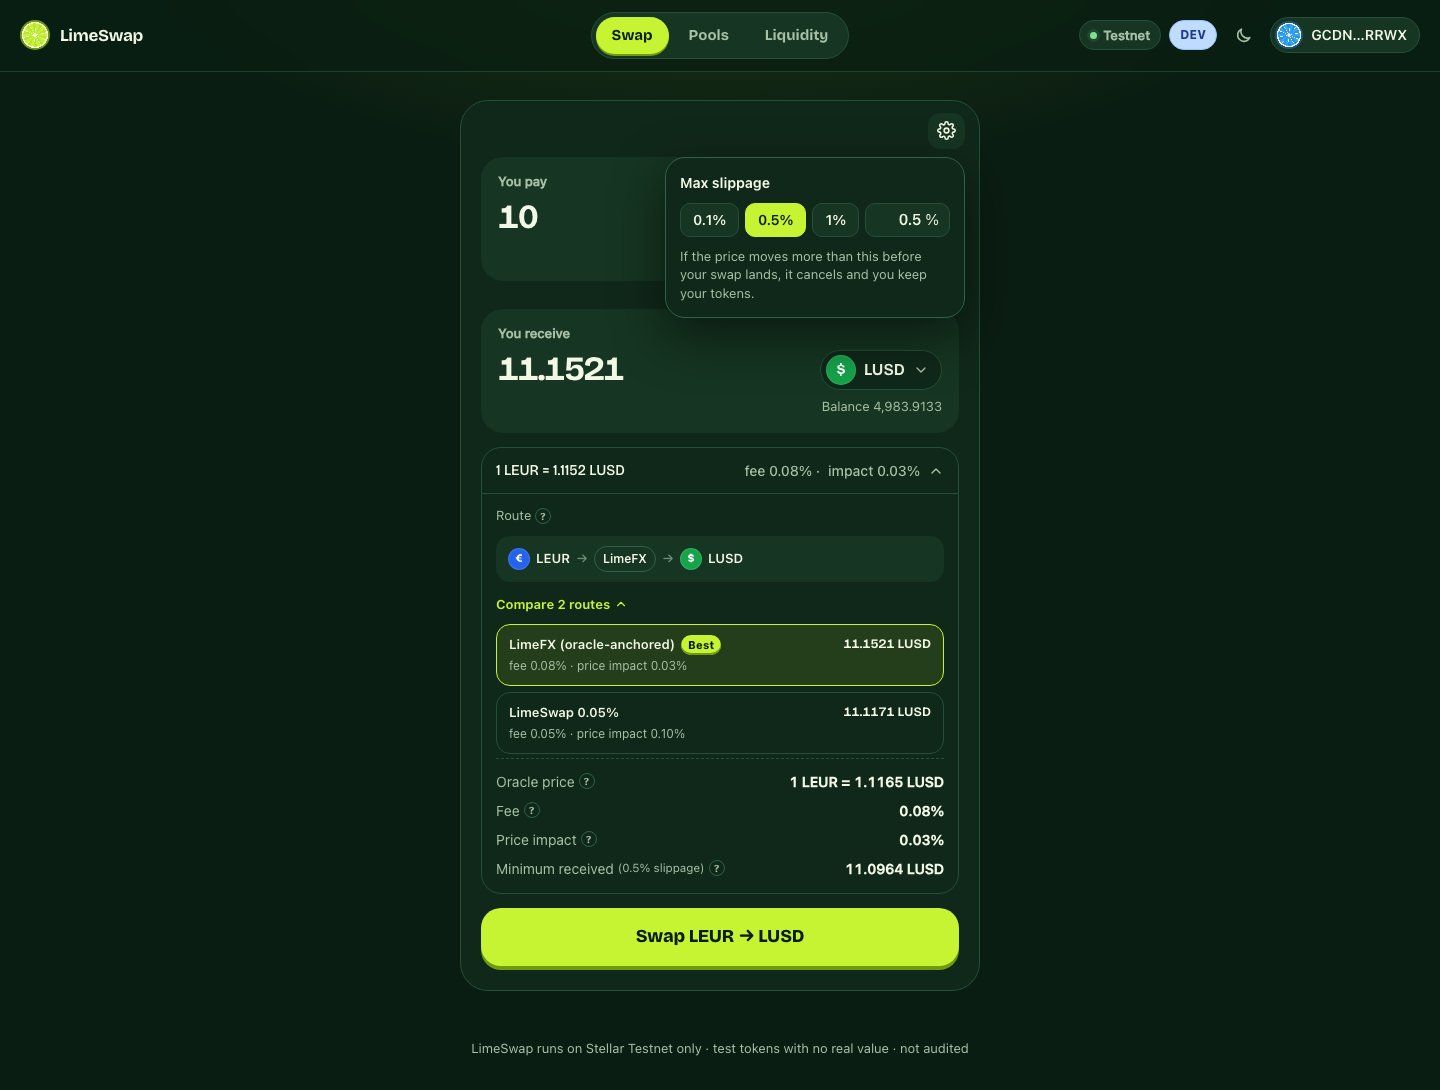 LimeSwap
Swap
Pools
Liquidity
Testnet
DEV
GCDN...RRWX
You pay
10
Max slippage
0.1%
0.5%
1%
0.5 %
If the price moves more than this before
your swap lands, it cancels and you keep
your tokens.
You receive
11.1521
$ LUSD
Balance 4,983.9133
1 LEUR = 1.1152 LUSD
fee 0.08% · impact 0.03%
Route ?
€ LEUR → LimeFX → $ LUSD
Compare 2 routes
LimeFX (oracle-anchored) Best 11.1521 LUSD
fee 0.08% · price impact 0.03%
LimeSwap 0.05% 11.1171 LUSD
fee 0.05% · price impact 0.10%
Oracle price ? 1 LEUR = 1.1165 LUSD
Fee ? 0.08%
Price impact ? 0.03%
Minimum received (0.5% slippage) ? 11.0964 LUSD
Swap LEUR → LUSD
LimeSwap runs on Stellar Testnet only · test tokens with no real value · not audited